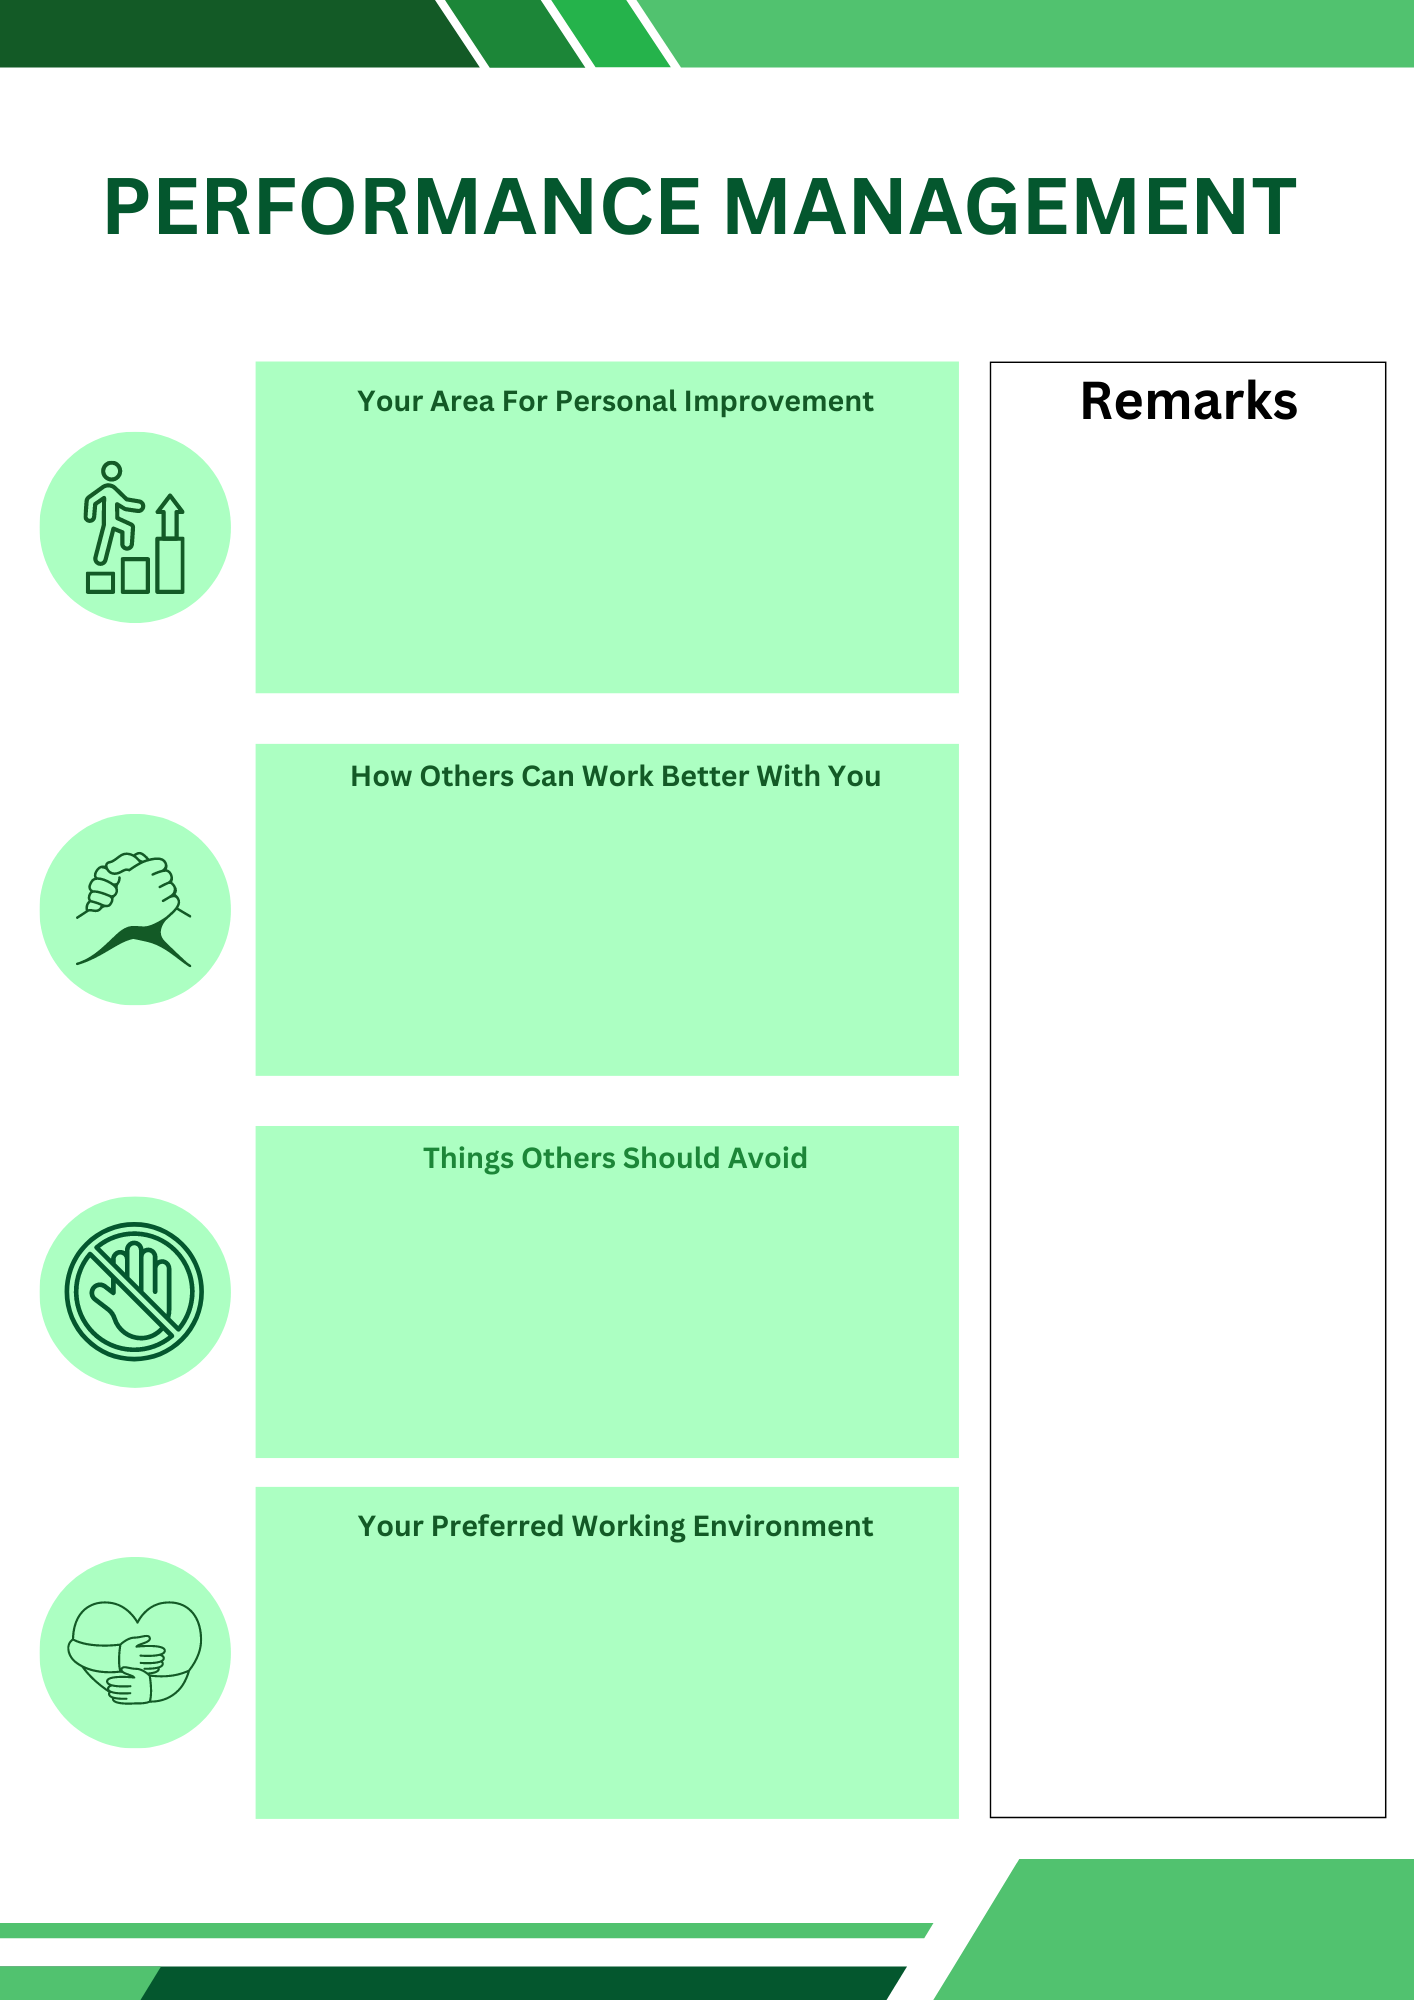 PERFORMANCE MANAGEMENT
Your Area For Personal Improvement
Remarks
How Others Can Work Better With You
Things Others Should Avoid
Your Preferred Working Environment